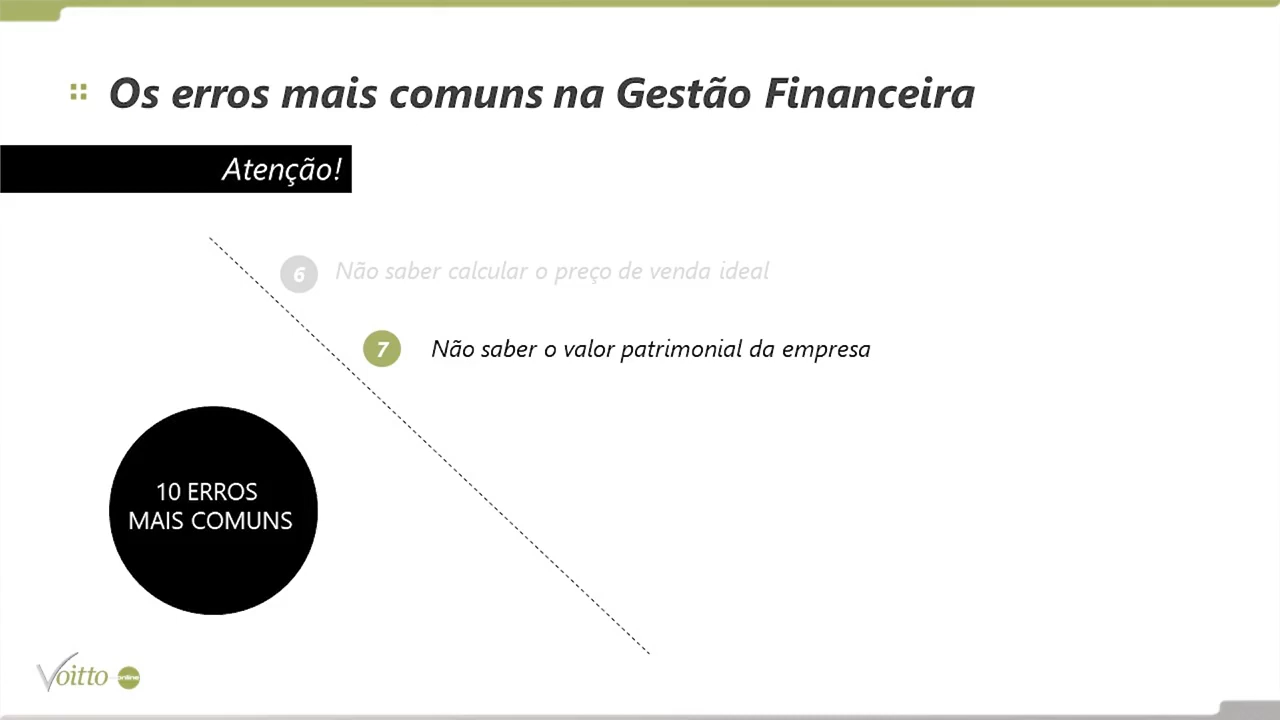 Os erros mais comuns na Gestão Financeira
Atenção!
6 Não saber calcular o preço de venda ideal
7 Não saber o valor patrimonial da empresa
10 ERROS
MAIS COMUNS
Voitto online